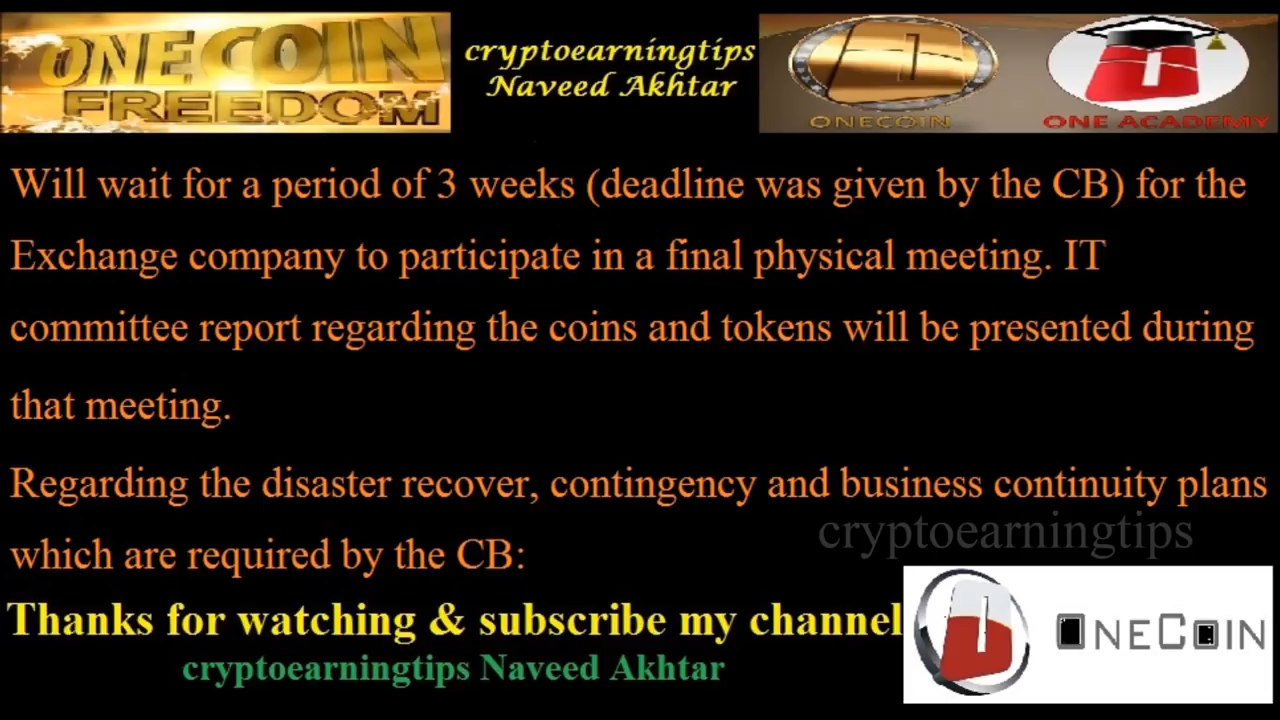 ONE COIN
FREEDOM
cryptoearningtips
Naveed Akhtar
ONECOIN
ONE ACADEMY
Will wait for a period of 3 weeks (deadline was given by the CB) for the
Exchange company to participate in a final physical meeting. IT
committee report regarding the coins and tokens will be presented during
that meeting.
Regarding the disaster recover, contingency and business continuity plans
cryptoearningtips
which are required by the CB:
Thanks for watching & subscribe my channel
cryptoearningtips Naveed Akhtar
ONECOIN